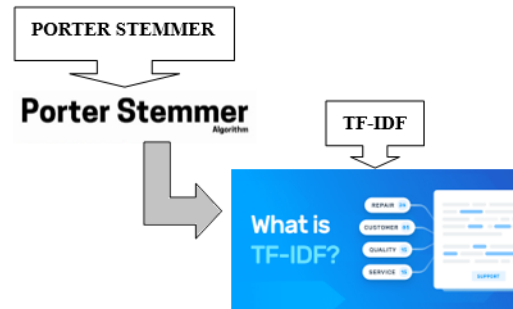 PORTER STEMMER
Porter Stemmer
Algorithm
TF-IDF
What is
TF-IDF?
REPAIR
CUSTOMER
QUALITY
SERVICE
SUPPORT